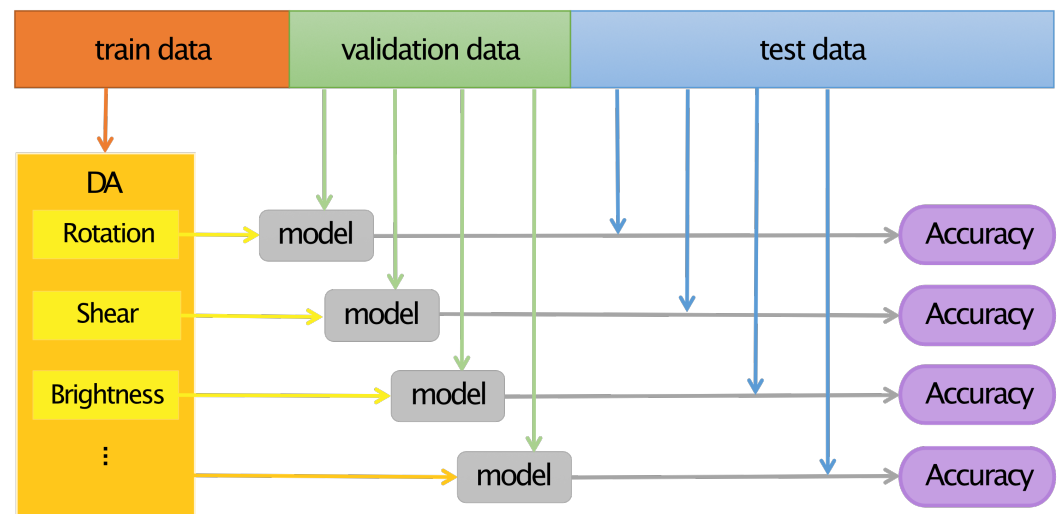 train data
validation data
test data
DA
Rotation
model
Accuracy
Shear
model
Accuracy
Brightness
model
Accuracy
...
model
Accuracy